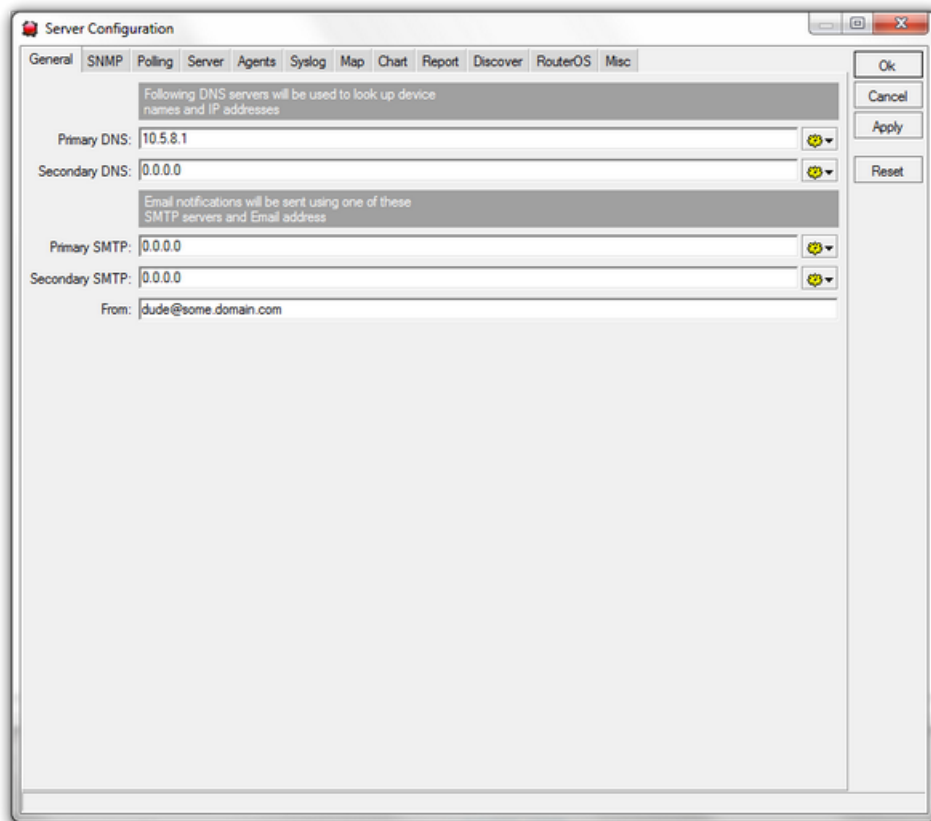 Server Configuration
General SNMP Polling Server Agents Syslog Map Chart Report Discover RouterOS Misc
Ok
Following DNS servers will be used to look up device
names and IP addresses
Cancel
Primary DNS: 10.5.8.1
Apply
Secondary DNS: 0.0.0.0
Reset
Email notifications will be sent using one of these
SMTP servers and Email address
Primary SMTP: 0.0.0.0
Secondary SMTP: 0.0.0.0
From: dude@some.domain.com